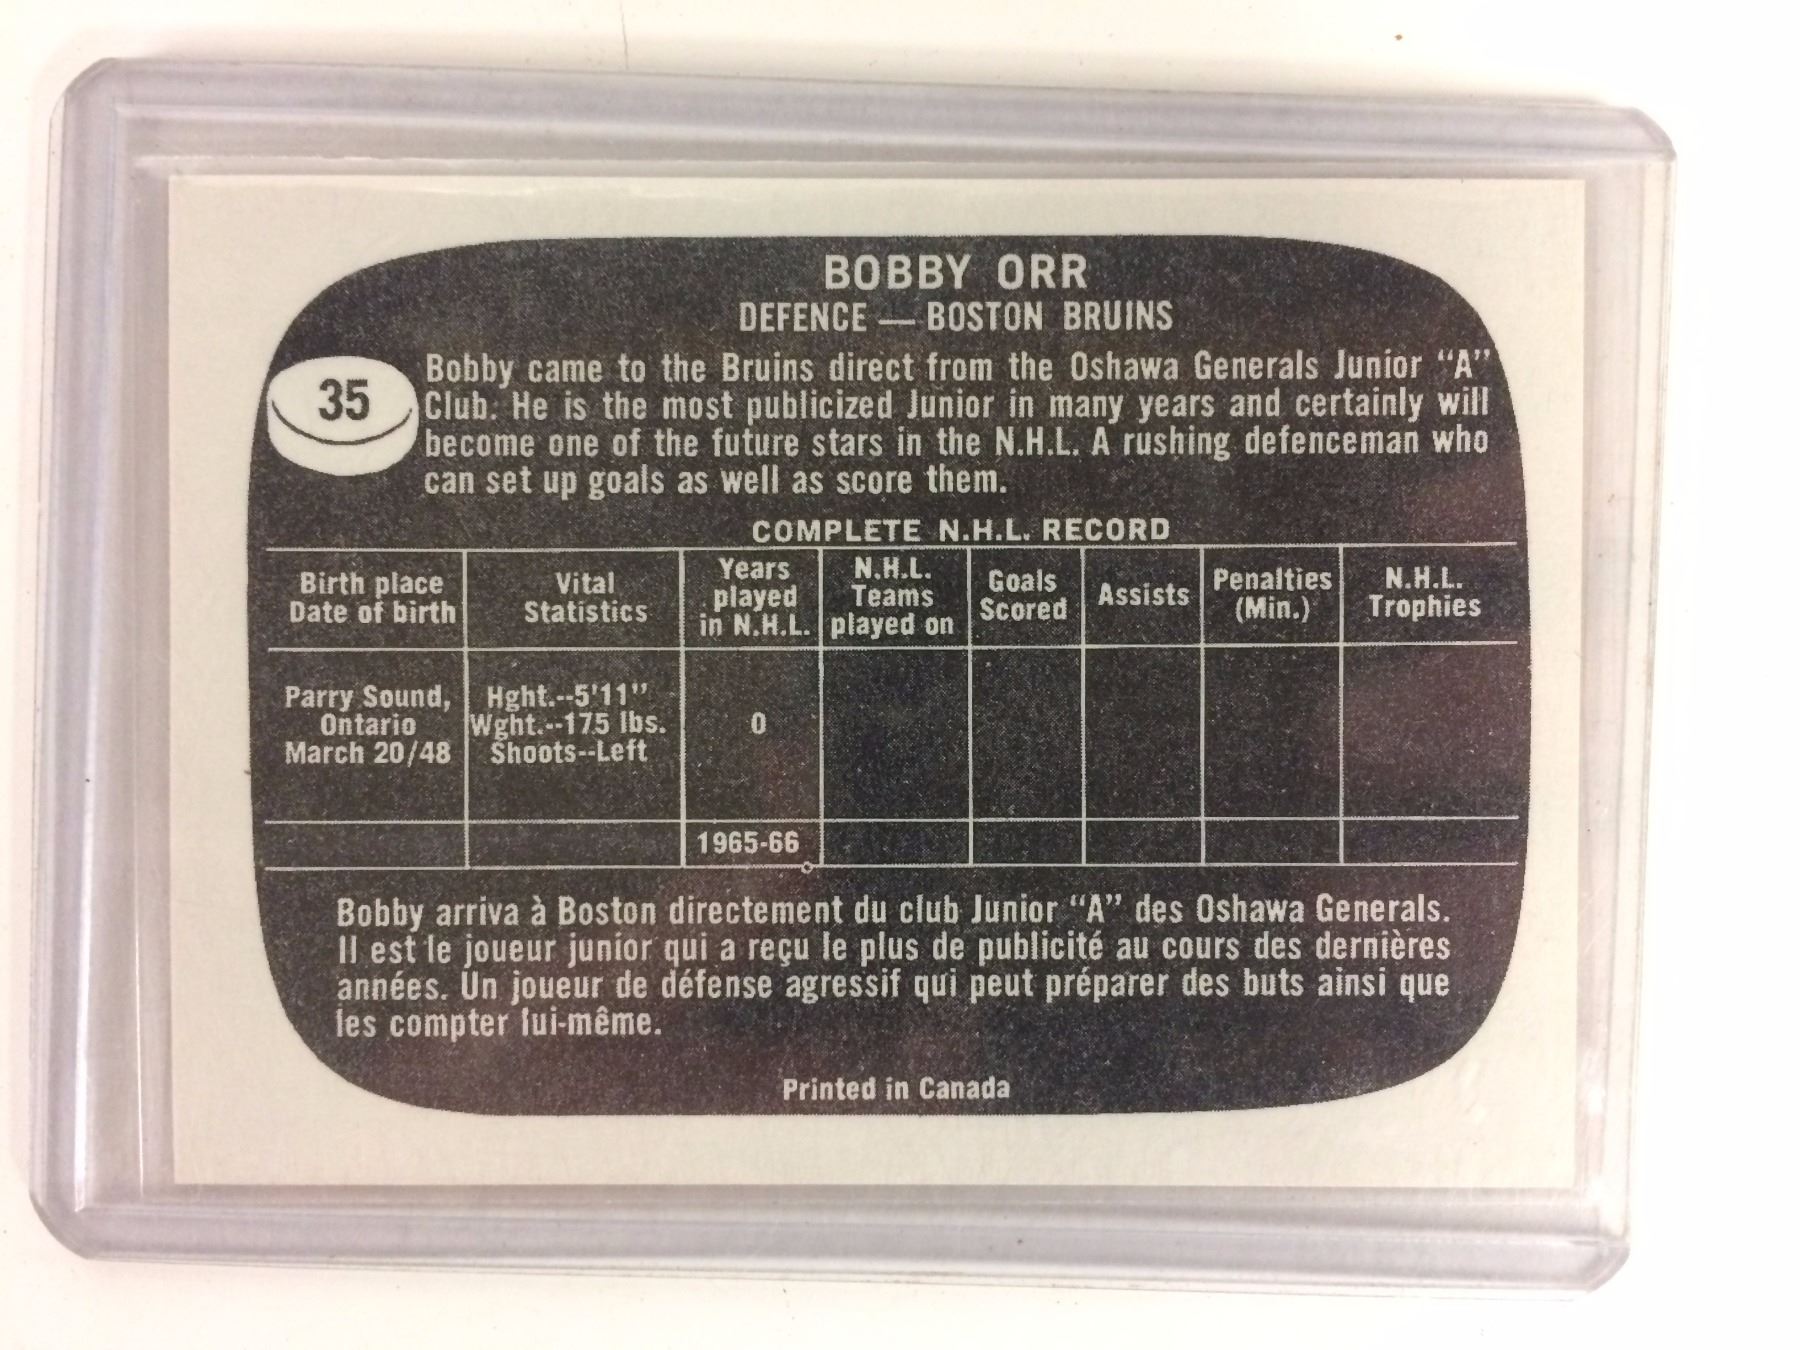 BOBBY ORR
DEFENCE — BOSTON BRUINS
35
Bobby came to the Bruins direct from the Oshawa Generals Junior "A"
Club. He is the most publicized Junior in many years and certainly will
become one of the future stars in the N.H.L. A rushing defenceman who
can set up goals as well as score them.
COMPLETE N.H.L. RECORD
Birth place
Date of birth
Vital
Statistics
Years
played
in N.H.L.
N.H.L.
Teams
played on
Goals
Scored
Assists
Penalties
(Min.)
N.H.L.
Trophies
Parry Sound,
Ontario
March 20/48
Hght.--5'11"
Wght.--175 lbs.
Shoots--Left
0
1965-66
Bobby arriva à Boston directement du club Junior "A" des Oshawa Generals.
Il est le joueur junior qui a reçu le plus de publicité au cours des dernières
années. Un joueur de défense agressif qui peut préparer des buts ainsi que
les compter lui-même.
Printed in Canada